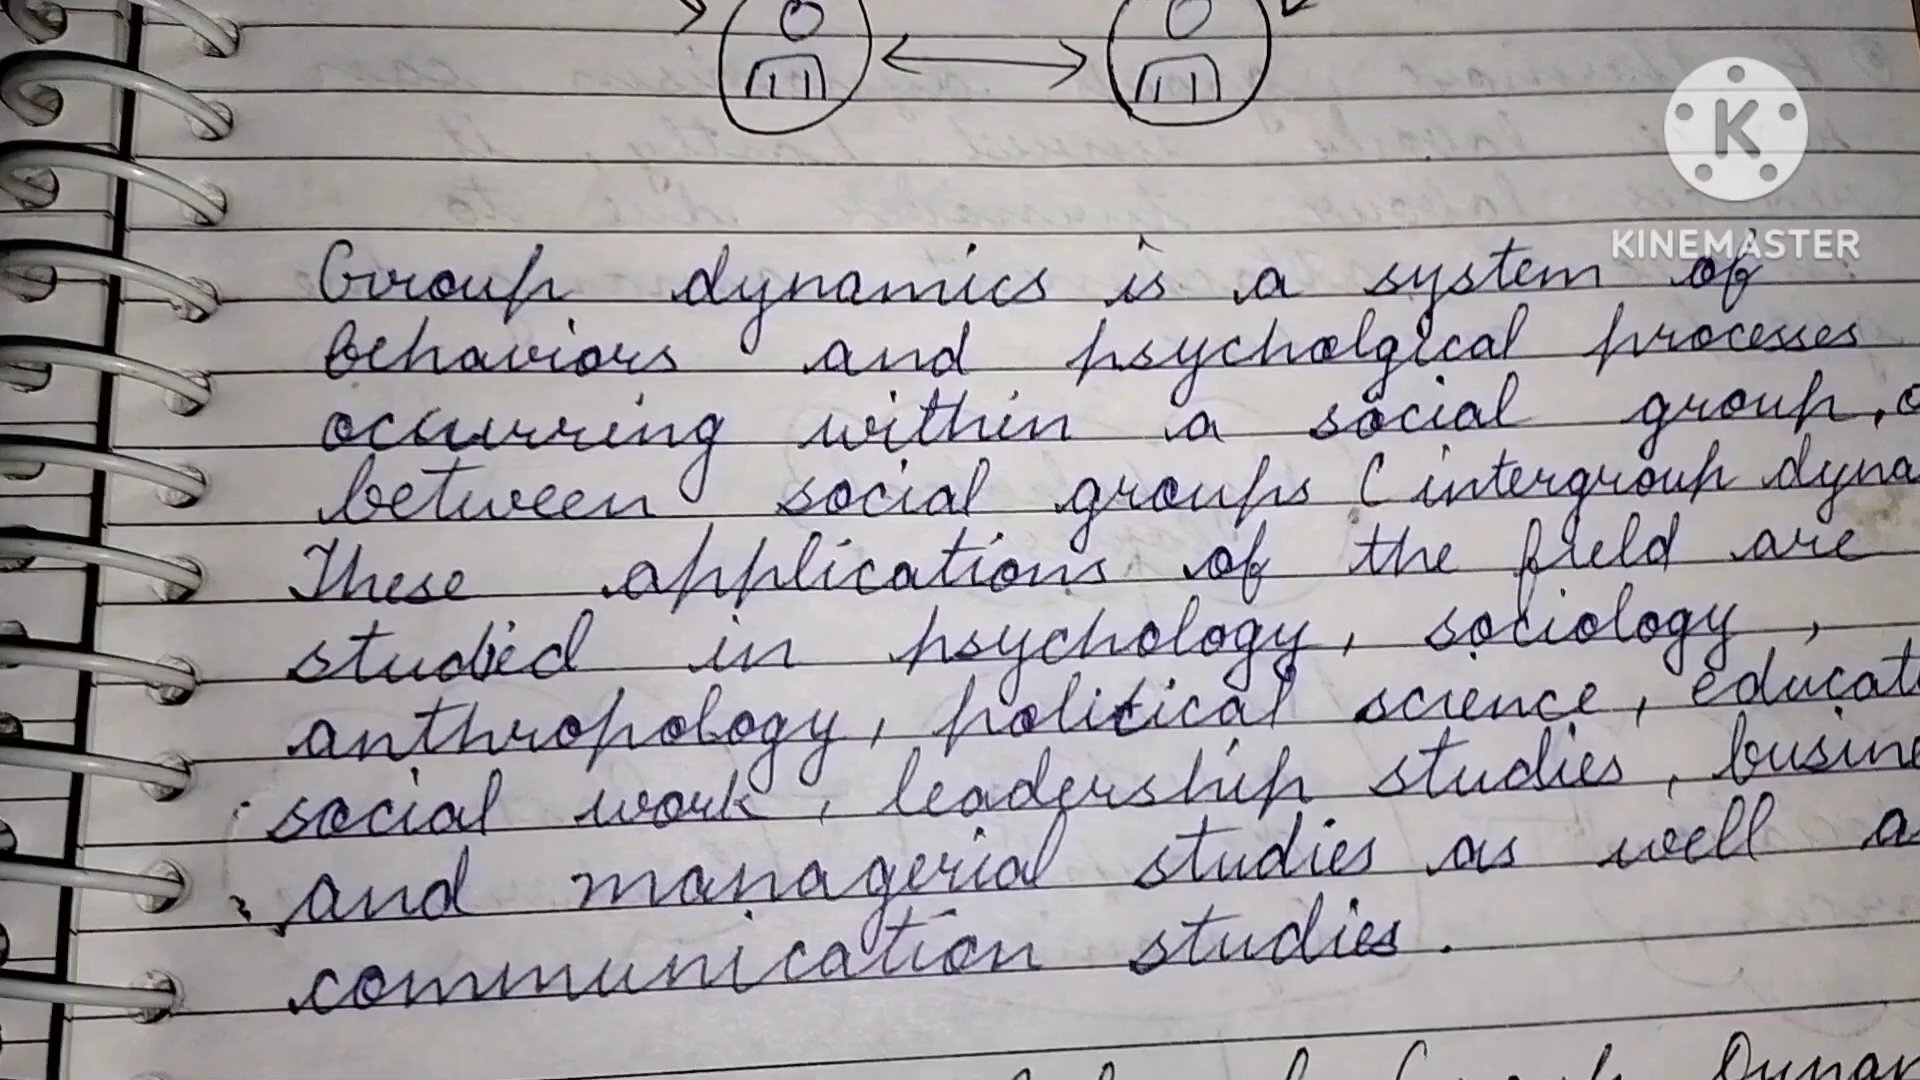 KINEMASTER
Group dynamics is a system of
behaviors and psycholgical processes
occurring within a social group,
between social groups (intergroup
These applications of the field are
studied in psychology, sociology,
anthropology, political science,
social work, leadership studies,
and managerial studies as well
communication studies.